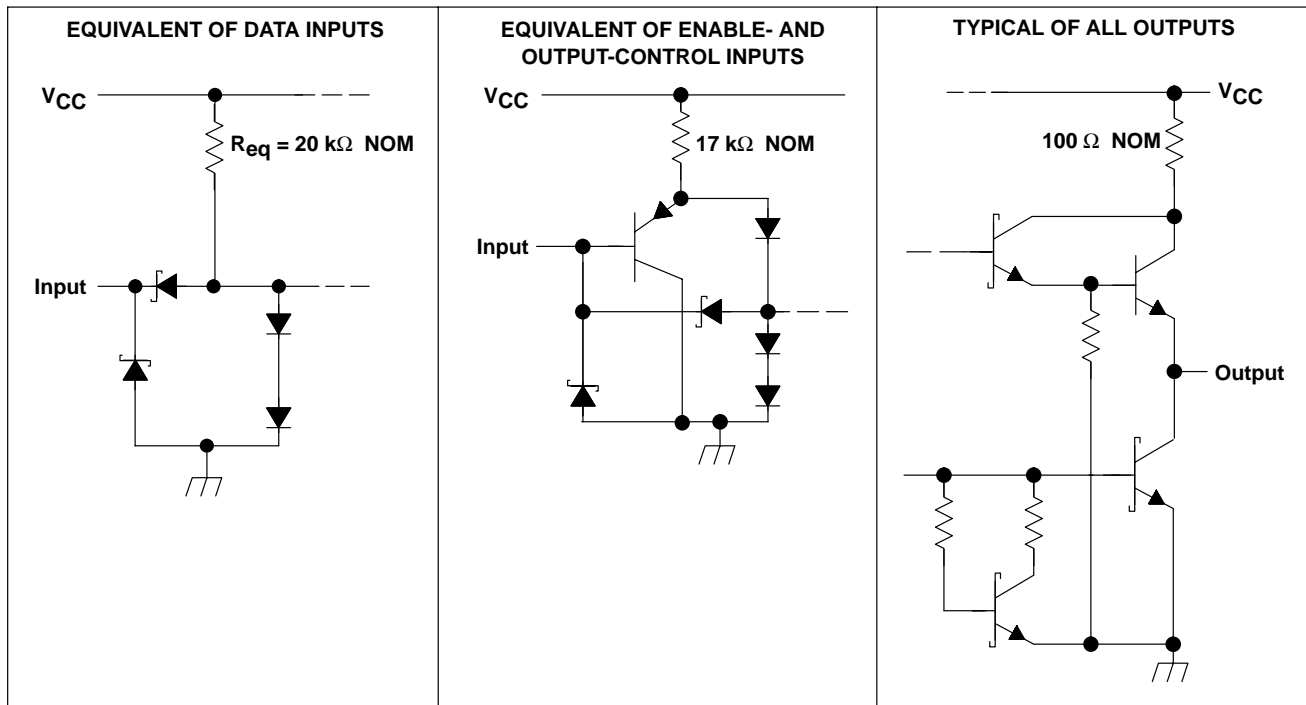 EQUIVALENT OF DATA INPUTS
VCC
Req = 20 kΩ NOM
Input
EQUIVALENT OF ENABLE- AND
OUTPUT-CONTROL INPUTS
VCC
17 kΩ NOM
Input
TYPICAL OF ALL OUTPUTS
VCC
100 Ω NOM
Output